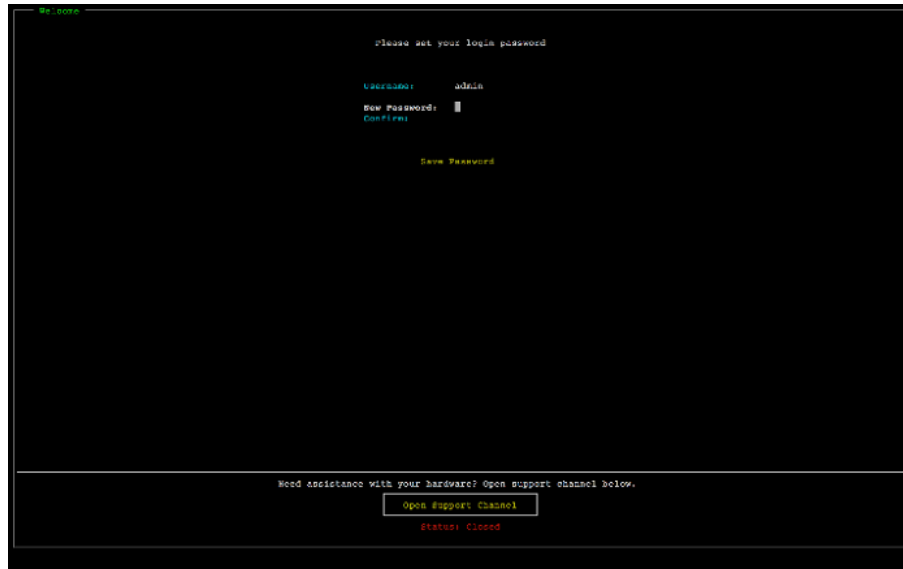 Welcome
Please set your login password
Username: admin
New Password:
Confirm:
Save Password
Need assistance with your hardware? Open support channel below.
Open Support Channel
Status: Closed